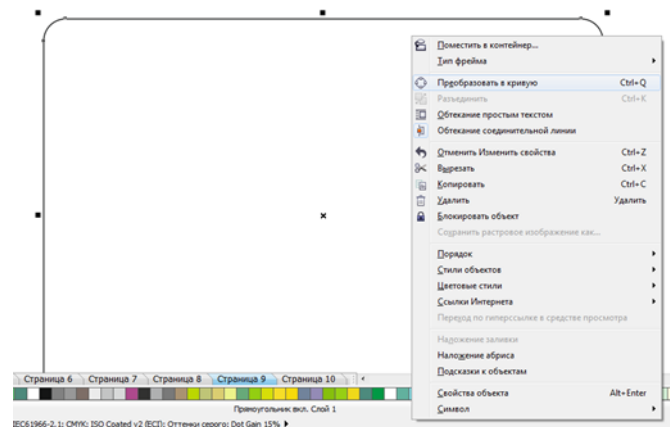 Поместить в контейнер...
Тип фрейма
Преобразовать в кривую Ctrl+Q
Разъединить Ctrl+K
Обтекание простым текстом
Обтекание соединительной линии
Отменить Изменить свойства Ctrl+Z
Вырезать Ctrl+X
Копировать Ctrl+C
Удалить Удалить
Блокировать объект
Сохранить растровое изображение как...
Порядок
Стили объектов
Цветовые стили
Ссылки Интернета
Переход по гиперссылке в средстве просмотра
Наложение заливки
Наложение абриса
Подсказки к объектам
Свойства объекта Alt+Enter
Символ
Страница 6 Страница 7 Страница 8 Страница 9 Страница 10
Прямоугольник вкл. Слой 1
IEC61966-2.1; CMYK: ISO Coated v2 (ECI); Оттенки серого: Dot Gain 15%